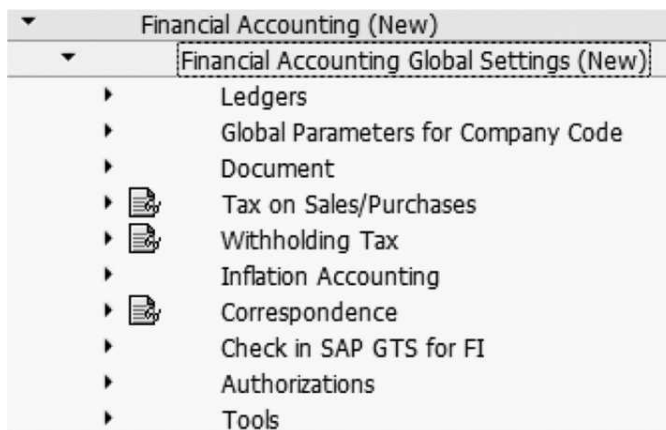 Financial Accounting (New)
Financial Accounting Global Settings (New)
Ledgers
Global Parameters for Company Code
Document
Tax on Sales/Purchases
Withholding Tax
Inflation Accounting
Correspondence
Check in SAP GTS for FI
Authorizations
Tools